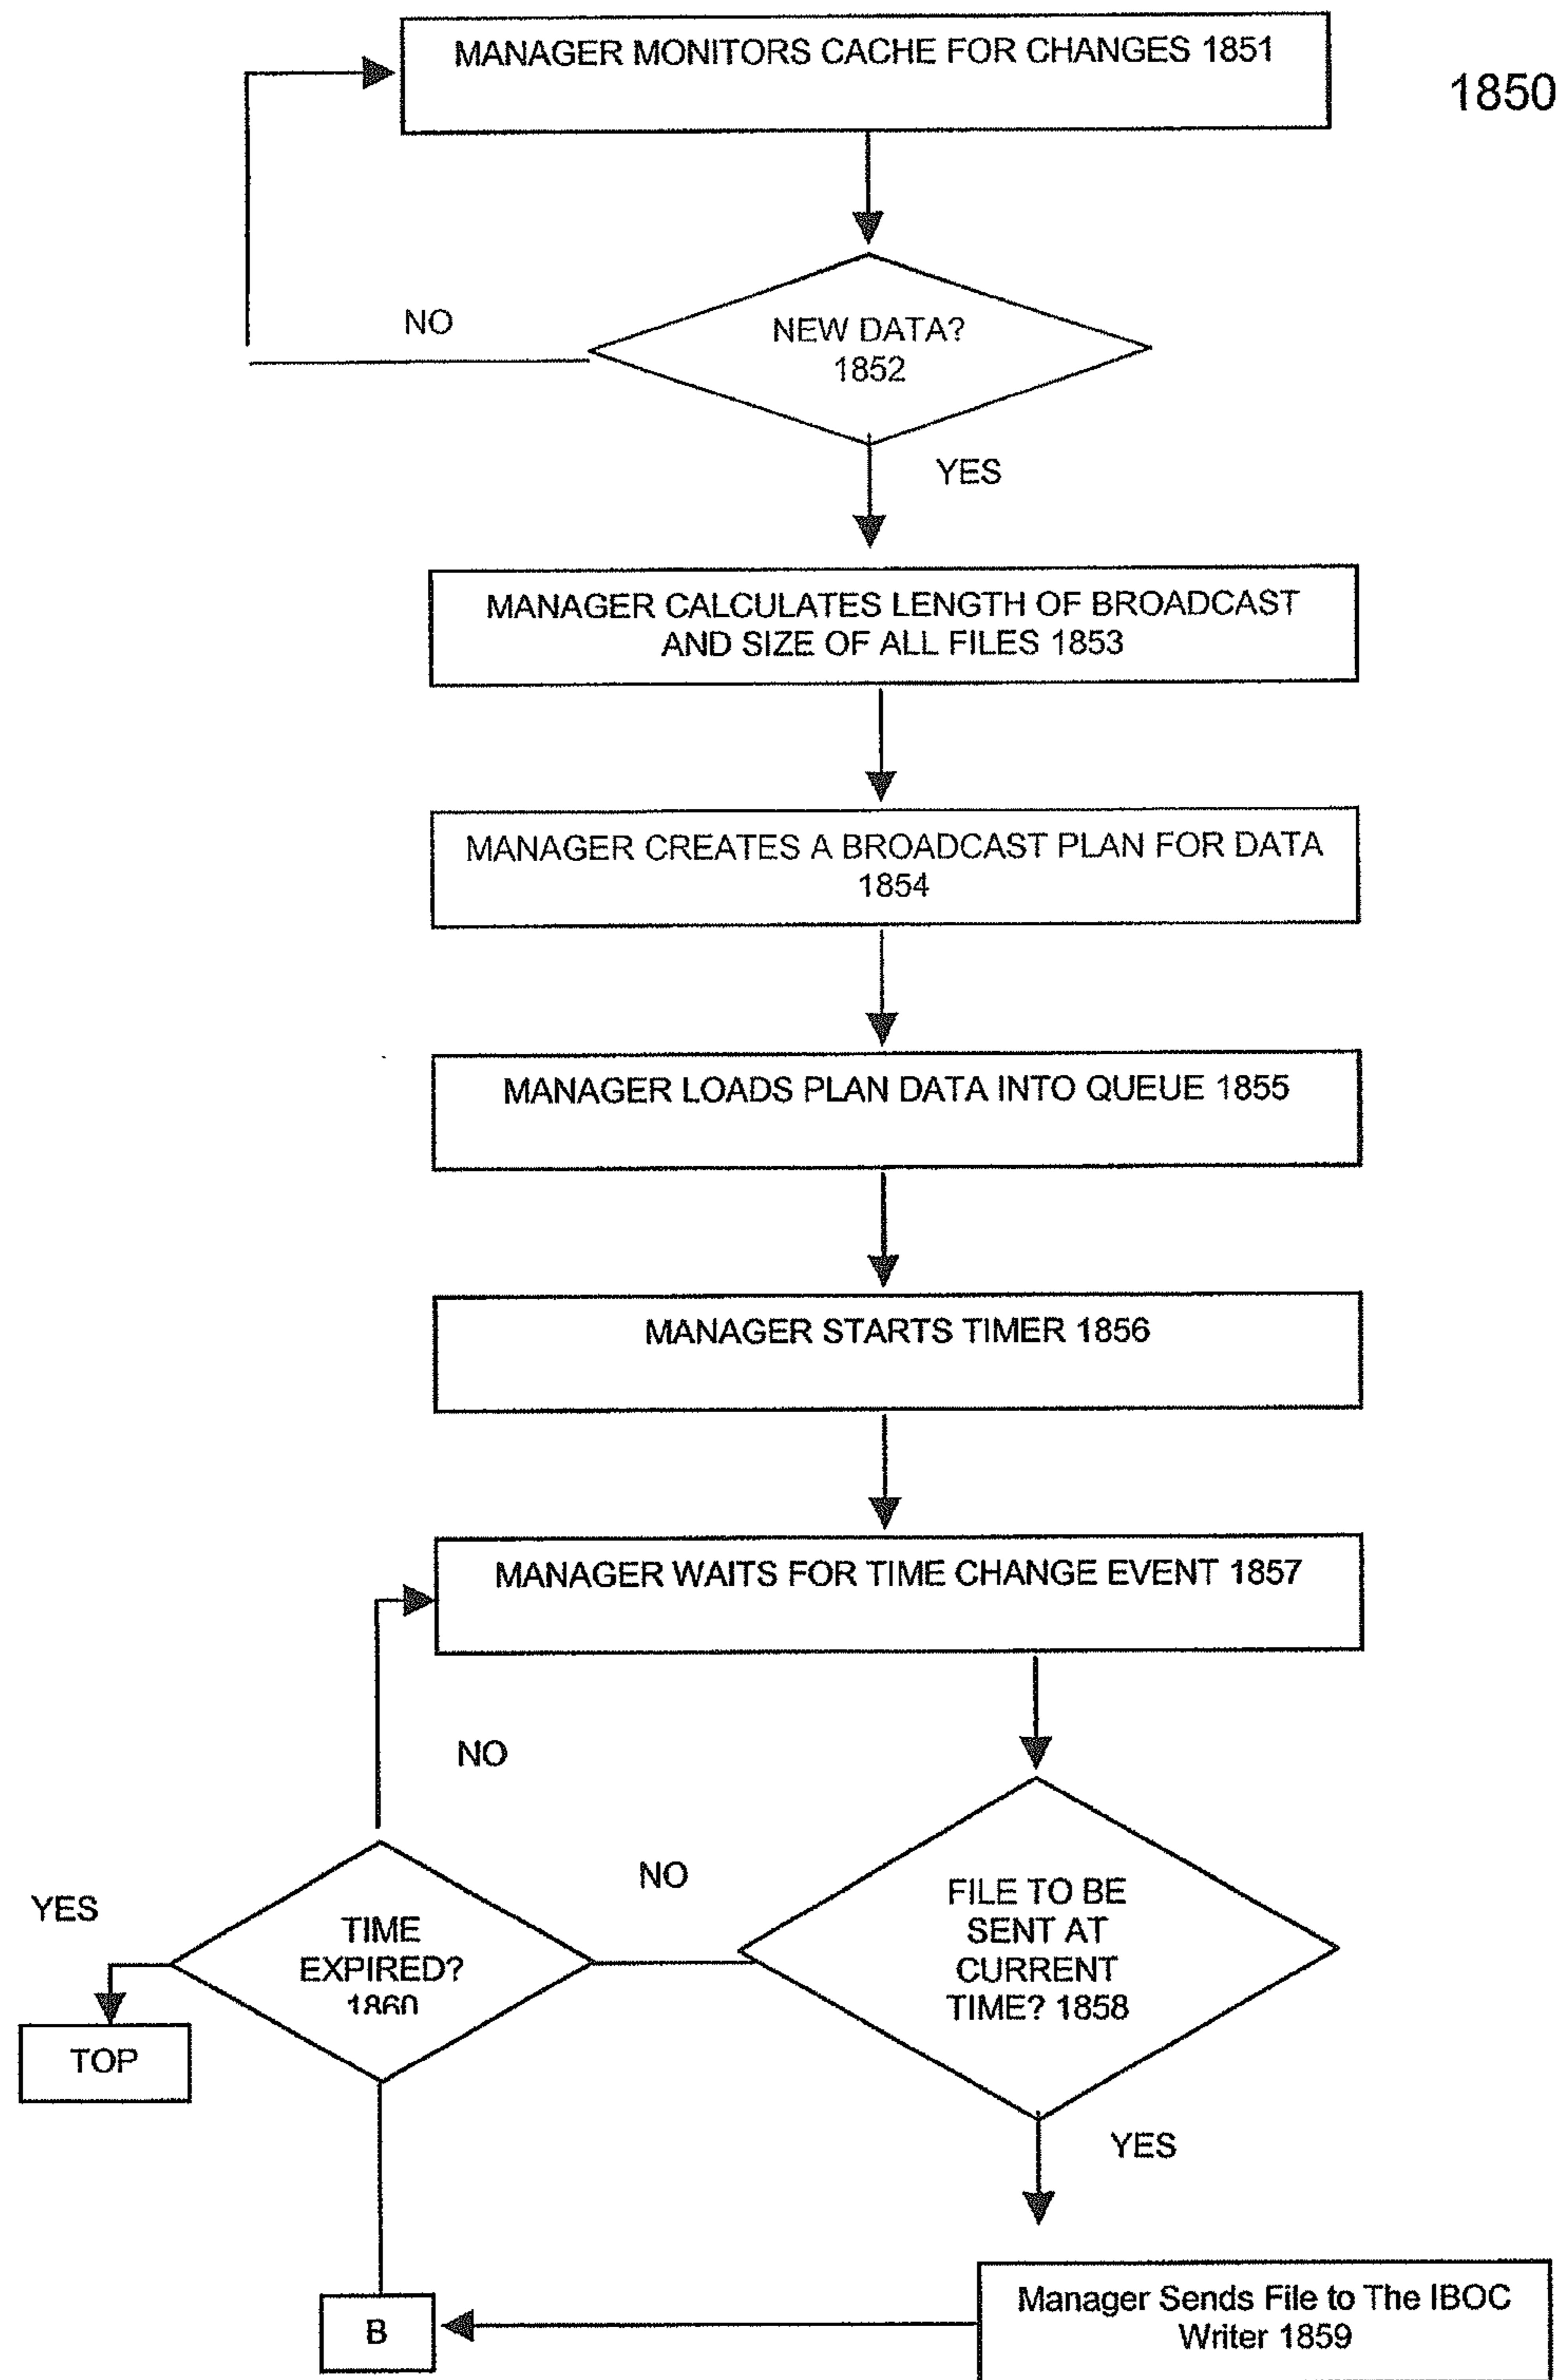 MANAGER MONITORS CACHE FOR CHANGES 1851
1850
NO
NEW DATA?
1852
YES
MANAGER CALCULATES LENGTH OF BROADCAST
AND SIZE OF ALL FILES 1853
MANAGER CREATES A BROADCAST PLAN FOR DATA
1854
MANAGER LOADS PLAN DATA INTO QUEUE 1855
MANAGER STARTS TIMER 1856
MANAGER WAITS FOR TIME CHANGE EVENT 1857
NO
NO
YES
TIME
EXPIRED?
1860
FILE TO BE
SENT AT
CURRENT
TIME? 1858
TOP
YES
B
Manager Sends File to The IBOC
Writer 1859